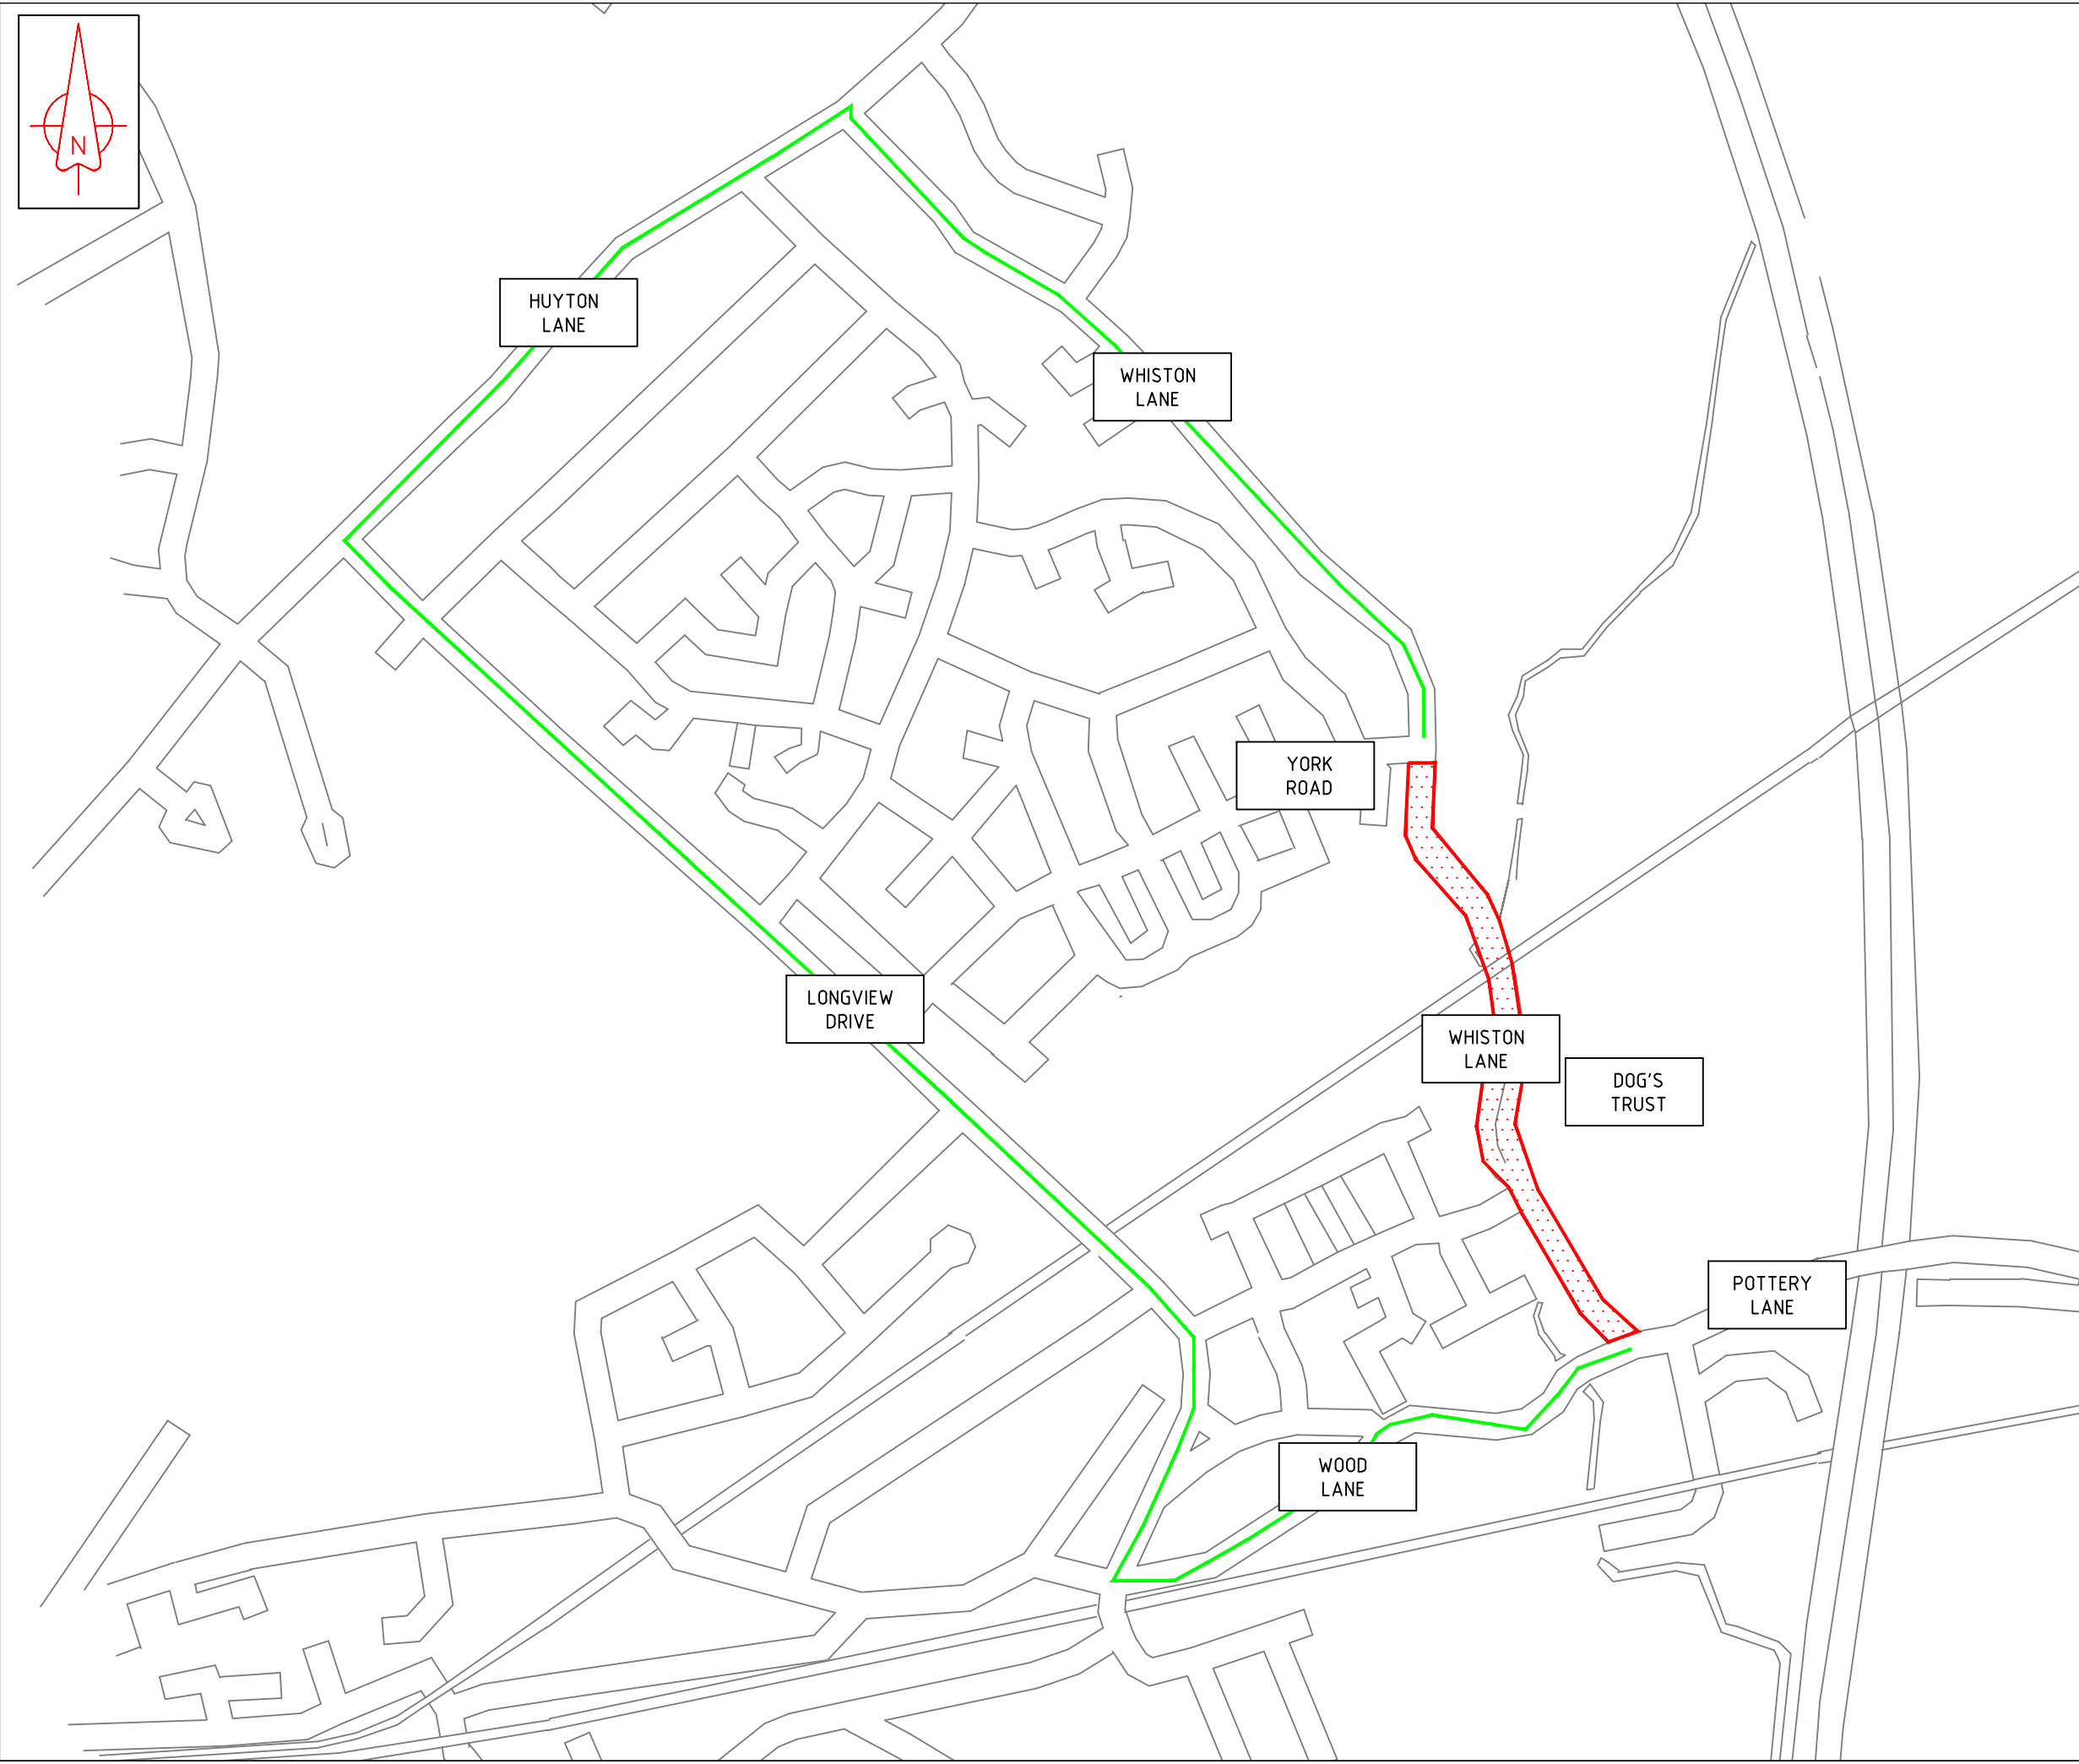 N
HUYTON
LANE
WHISTON
LANE
YORK
ROAD
LONGVIEW
DRIVE
WHISTON
LANE
DOG'S
TRUST
POTTERY
LANE
WOOD
LANE